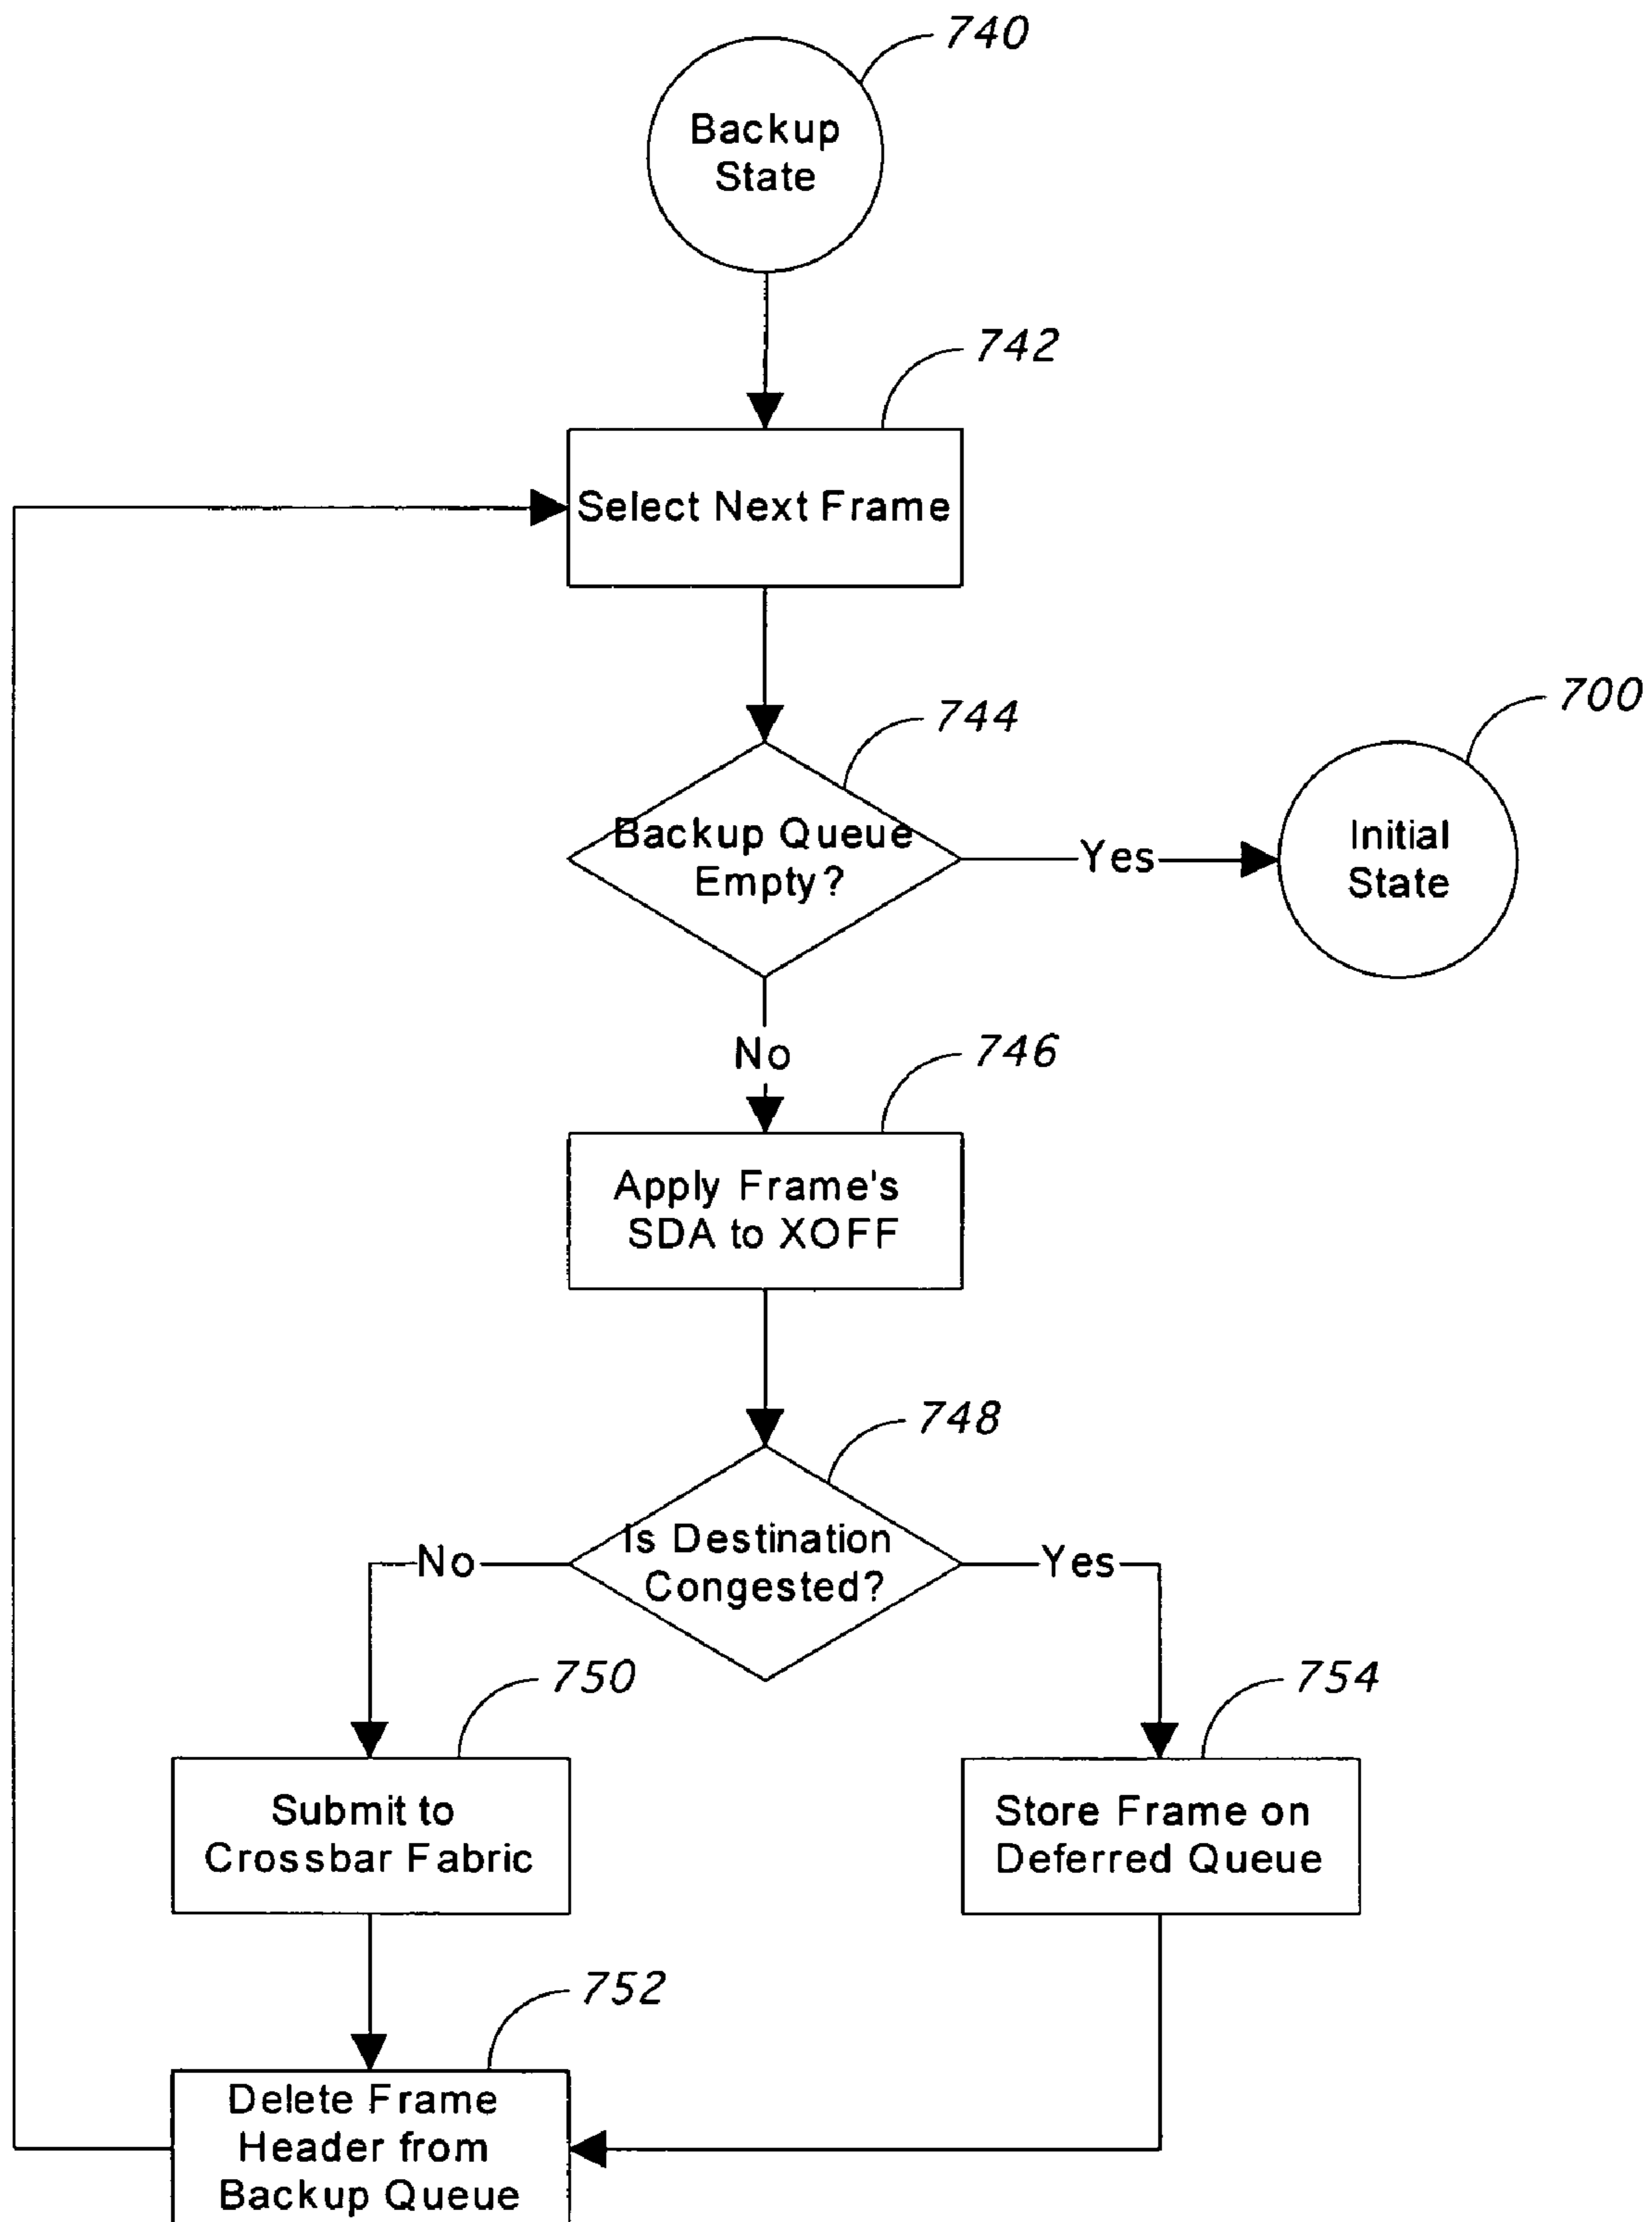 740
Backup
State
742
Select Next Frame
744
700
Backup Queue
Empty?
Yes
Initial
State
No
746
Apply Frame's
SDA to XOFF
748
No
Is Destination
Congested?
Yes
750
754
Submit to
Crossbar Fabric
Store Frame on
Deferred Queue
752
Delete Frame
Header from
Backup Queue